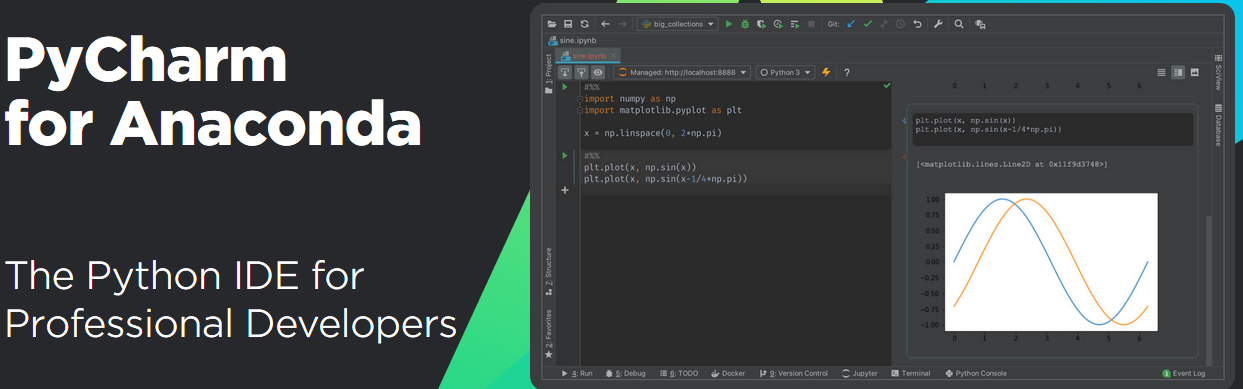 PyCharm
for Anaconda
The Python IDE for
Professional Developers
big_collections
Git:
sine.ipynb
sine.ipynb
Managed: http://localhost:8888
Python 3
?
1: Project
Z: Structure
2: Favorites
#%%
import numpy as np
import matplotlib.pyplot as plt
x = np.linspace(0, 2*np.pi)
#%%
plt.plot(x, np.sin(x))
plt.plot(x, np.sin(x-1/4*np.pi))
0 1 2 3 4 5 6
plt.plot(x, np.sin(x))
plt.plot(x, np.sin(x-1/4*np.pi))
[<matplotlib.lines.Line2D at 0x11f9d3748>]
1.00
0.75
0.50
0.25
0.00
−0.25
−0.50
−0.75
−1.00
0 1 2 3 4 5 6
SciView
Database
4: Run
5: Debug
6: TODO
Docker
9: Version Control
Jupyter
Terminal
Python Console
1 Event Log